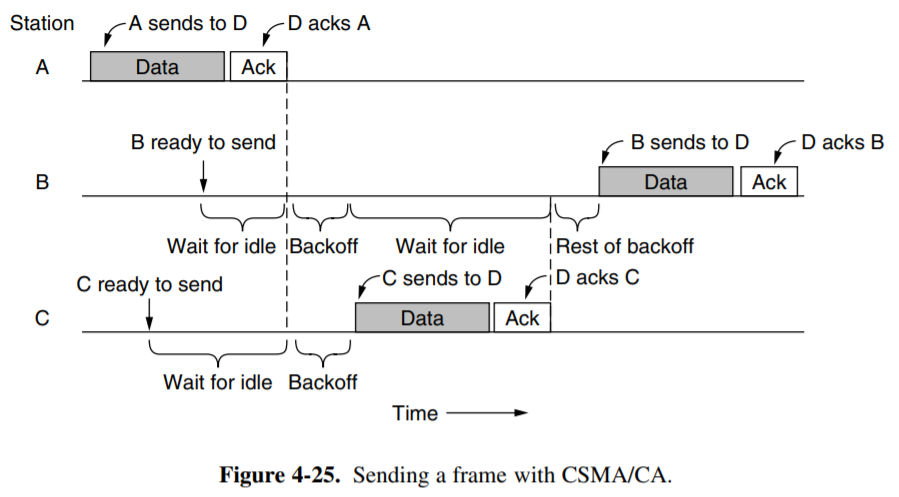 Station
A sends to D
D acks A
A
Data
Ack
B ready to send
B sends to D
D acks B
B
Data
Ack
Wait for idle
Backoff
Wait for idle
Rest of backoff
C ready to send
C sends to D
D acks C
C
Data
Ack
Wait for idle
Backoff
Time
Figure 4-25. Sending a frame with CSMA/CA.